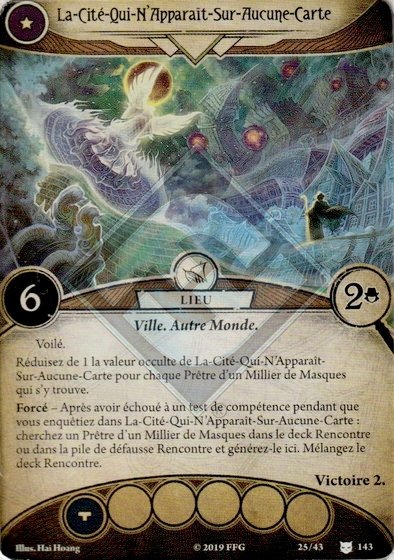 La-Cité-Qui-N'Apparaît-Sur-Aucune-Carte
6
LIEU
2
Ville. Autre Monde.
Voilé.
Réduisez de 1 la valeur occulte de La-Cité-Qui-N'Apparaît-
Sur-Aucune-Carte pour chaque Prêtre d'un Millier de Masques
qui s'y trouve.
Forcé – Après avoir échoué à un test de compétence pendant que
vous enquêtiez dans La-Cité-Qui-N'Apparaît-Sur-Aucune-Carte :
cherchez un Prêtre d'un Millier de Masques dans le deck Rencontre
ou dans la pile de défausse Rencontre et générez-le ici. Mélangez le
deck Rencontre.
Victoire 2.
Illus. Hai Hoang
© 2019 FFG
25/43
143